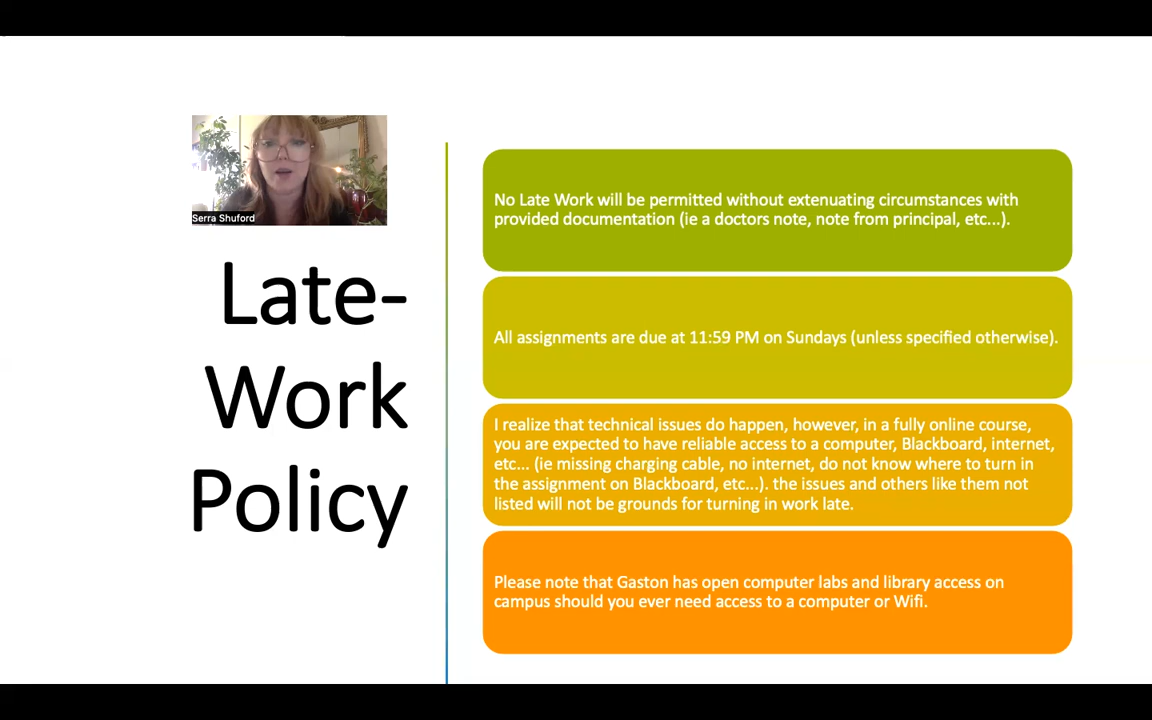 Serra Shuford
Late-
Work
Policy
No Late Work will be permitted without extenuating circumstances with
provided documentation (ie a doctors note, note from principal, etc...).
All assignments are due at 11:59 PM on Sundays (unless specified otherwise).
I realize that technical issues do happen, however, in a fully online course,
you are expected to have reliable access to a computer, Blackboard, internet,
etc... (ie missing charging cable, no internet, do not know where to turn in
the assignment on Blackboard, etc...). the issues and others like them not
listed will not be grounds for turning in work late.
Please note that Gaston has open computer labs and library access on
campus should you ever need access to a computer or Wifi.